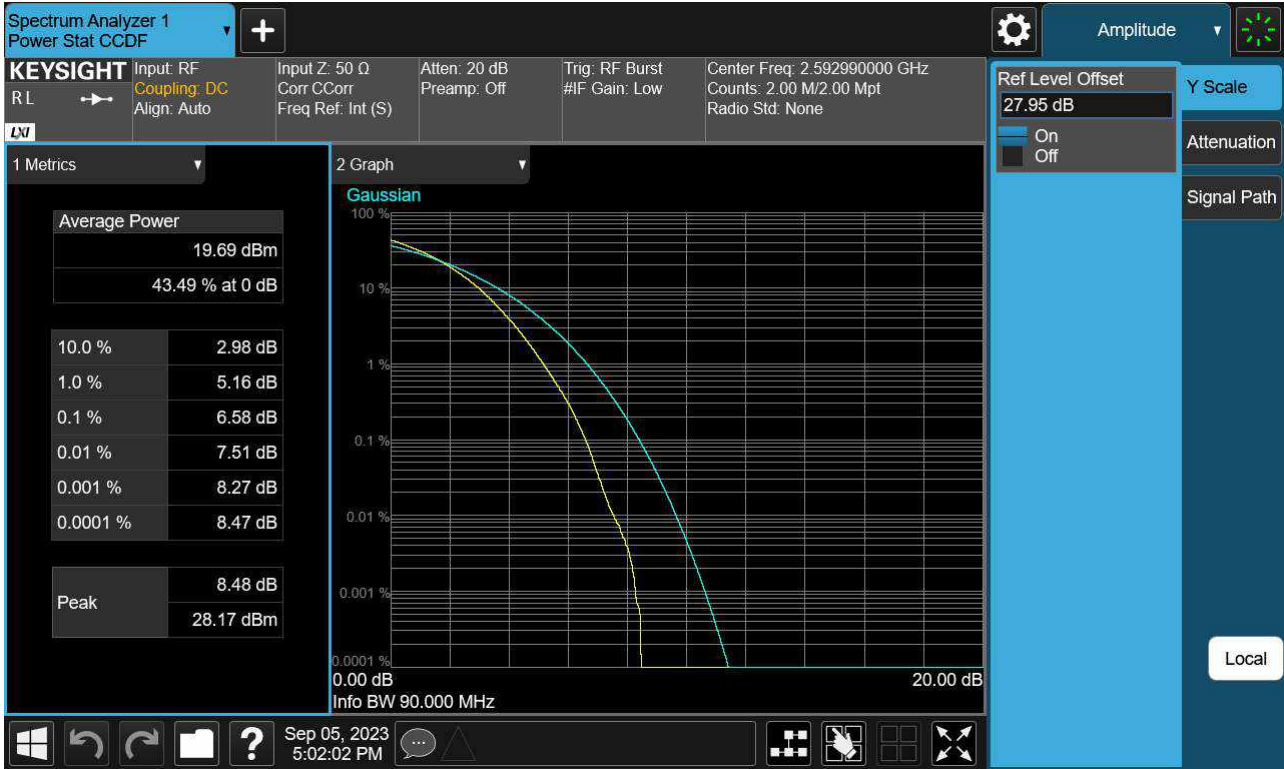 Spectrum Analyzer 1
Power Stat CCDF
▼
+
Amplitude
▼
KEYSIGHT
RL
LXI
Input: RF
Coupling: DC
Align: Auto
Input Z: 50 Ω
Corr CCorr
Freq Ref: Int (S)
Atten: 20 dB
Preamp: Off
Trig: RF Burst
#IF Gain: Low
Center Freq: 2.592990000 GHz
Counts: 2.00 M/2.00 Mpt
Radio Std: None
Ref Level Offset
27.95 dB
On
Off
Y Scale
Attenuation
Signal Path
1 Metrics ▼
Average Power
19.69 dBm
43.49 % at 0 dB
10.0 % 2.98 dB
1.0 % 5.16 dB
0.1 % 6.58 dB
0.01 % 7.51 dB
0.001 % 8.27 dB
0.0001 % 8.47 dB
Peak
8.48 dB
28.17 dBm
2 Graph ▼
Gaussian
100 %
10 %
1 %
0.1 %
0.01 %
0.001 %
0.0001 %
0.00 dB 20.00 dB
Info BW 90.000 MHz
Local
?
Sep 05, 2023
5:02:02 PM